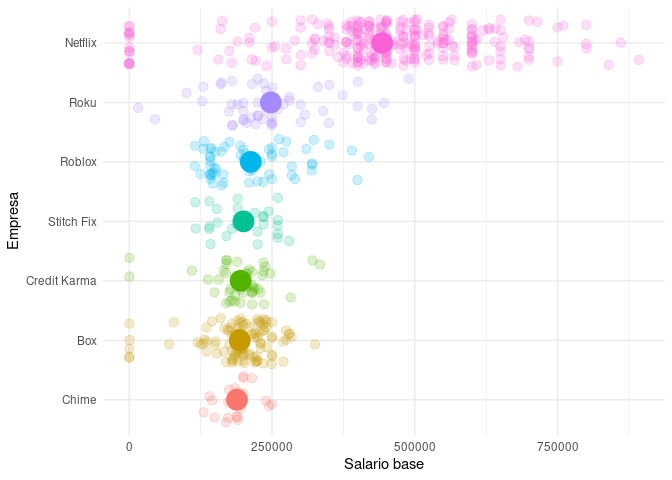 Netflix
Roku
Roblox
Stitch Fix
Credit Karma
Box
Chime
Empresa
0 250000 500000 750000
Salario base